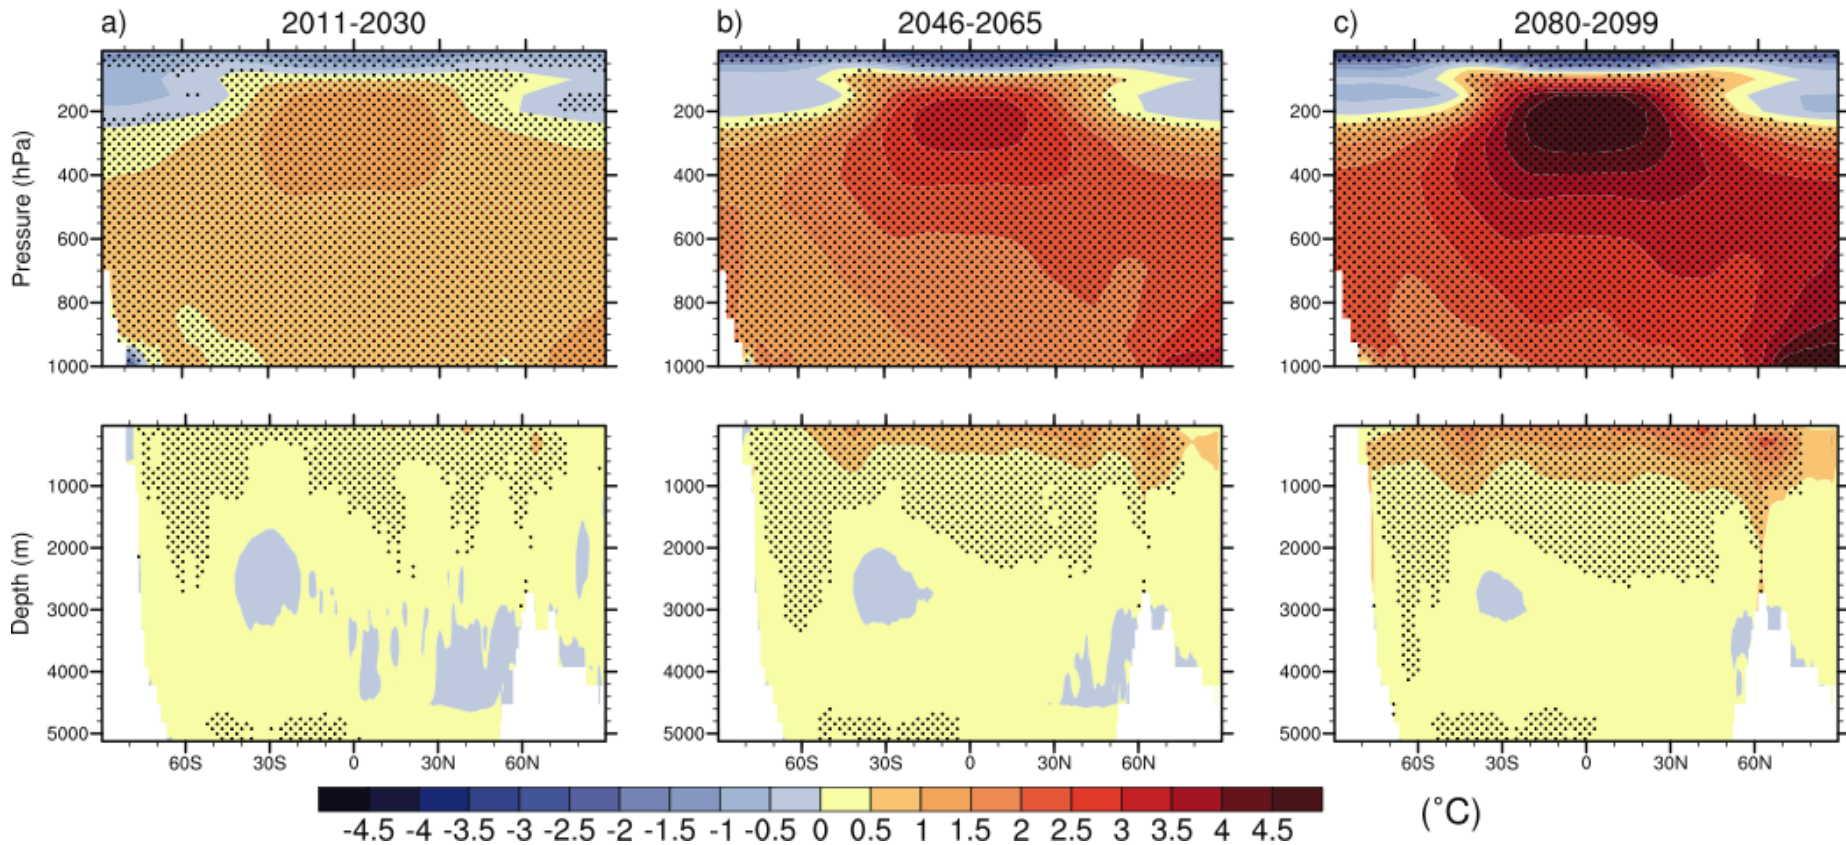 a) 2011-2030 b) 2046-2065 c) 2080-2099
Pressure (hPa)
200 200 200
400 400 400
600 600 600
800 800 800
1000 1000 1000
Depth (m)
1000 1000 1000
2000 2000 2000
3000 3000 3000
4000 4000 4000
5000 5000 5000
60S 30S 0 30N 60N 60S 30S 0 30N 60N 60S 30S 0 30N 60N
-4.5 -4 -3.5 -3 -2.5 -2 -1.5 -1 -0.5 0 0.5 1 1.5 2 2.5 3 3.5 4 4.5 (°C)